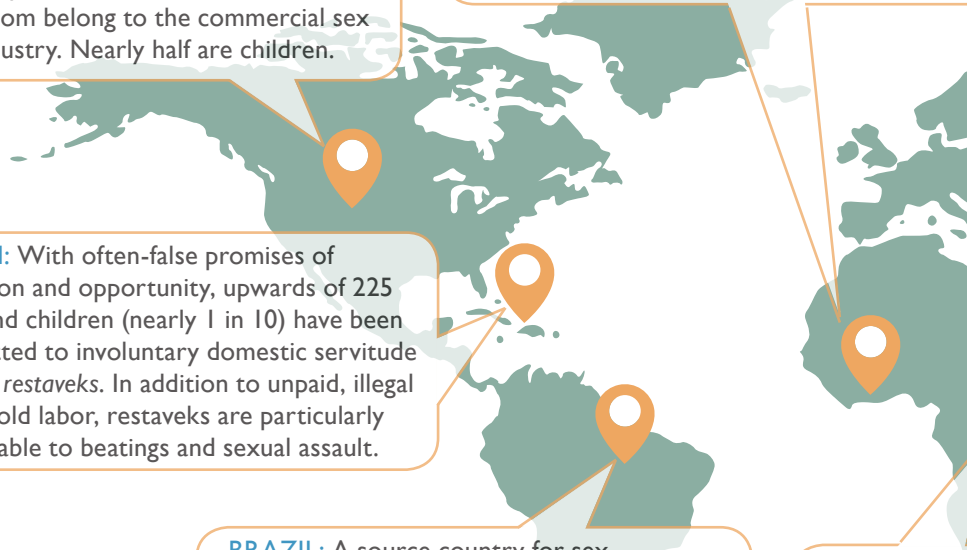 om belong to the commercial sex
ustry. Nearly half are children.
I: With often-false promises of
on and opportunity, upwards of 225
nd children (nearly 1 in 10) have been
ted to involuntary domestic servitude
restaveks. In addition to unpaid, illegal
old labor, restaveks are particularly
able to beatings and sexual assault.
BRAZIL: A source country for sex